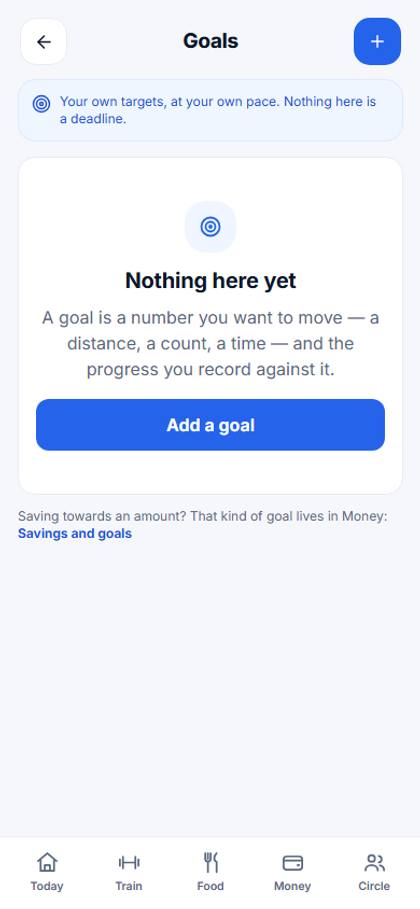 Goals
Your own targets, at your own pace. Nothing here is
a deadline.
Nothing here yet
A goal is a number you want to move — a
distance, a count, a time — and the
progress you record against it.
Add a goal
Saving towards an amount? That kind of goal lives in Money:
Savings and goals
Today
Train
Food
Money
Circle